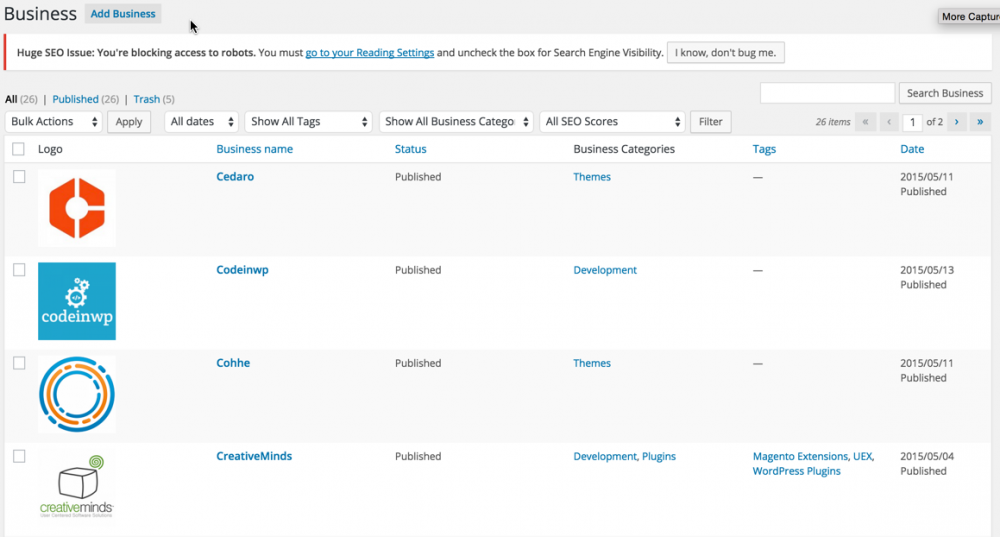 Business Add Business
More Capture
Huge SEO Issue: You're blocking access to robots. You must go to your Reading Settings and uncheck the box for Search Engine Visibility. I know, don't bug me.
All (26) | Published (26) | Trash (5)
Search Business
Bulk Actions Apply All dates Show All Tags Show All Business Catego All SEO Scores Filter 26 items « ‹ 1 of 2 › »
Logo Business name Status Business Categories Tags Date
Cedaro Published Themes — 2015/05/11
Published
Codeinwp Published Development — 2015/05/13
Published
codeinwp
Cohhe Published Themes — 2015/05/11
Published
CreativeMinds Published Development, Plugins Magento Extensions, UEX, 2015/05/04
WordPress Plugins Published
creativeminds
User Centered Software Solutions